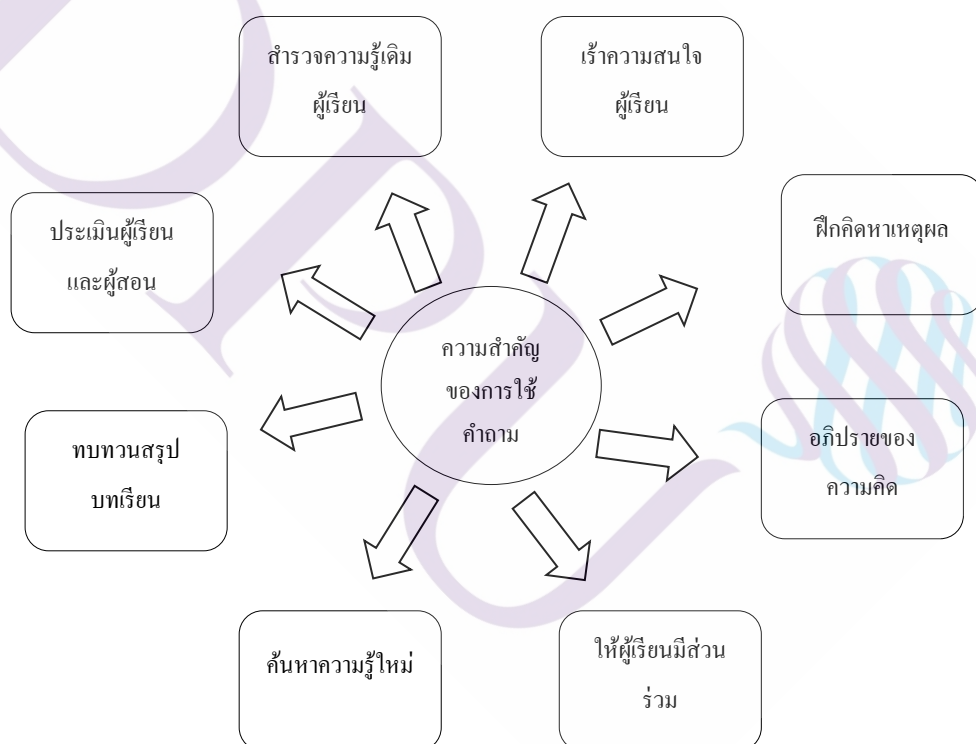 สำรวจความรู้เดิม
ผู้เรียน
เร้าความสนใจ
ผู้เรียน
ประเมินผู้เรียน
และผู้สอน
ฝึกคิดหาเหตุผล
ความสำคัญ
ของการใช้
คำถาม
ทบทวนสรุป
บทเรียน
อภิปรายของ
ความคิด
ค้นหาความรู้ใหม่
ให้ผู้เรียนมีส่วน
ร่วม